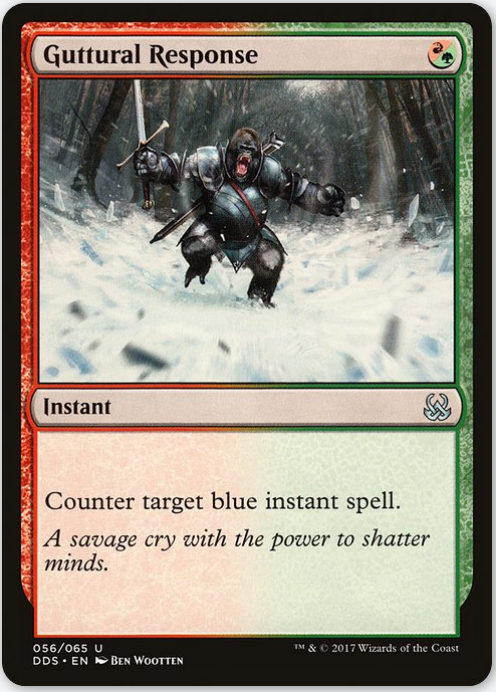 Guttural Response
Instant
Counter target blue instant spell.
A savage cry with the power to shatter
minds.
056/065 U
DDS • EN Ben Wootten
™ & © 2017 Wizards of the Coast